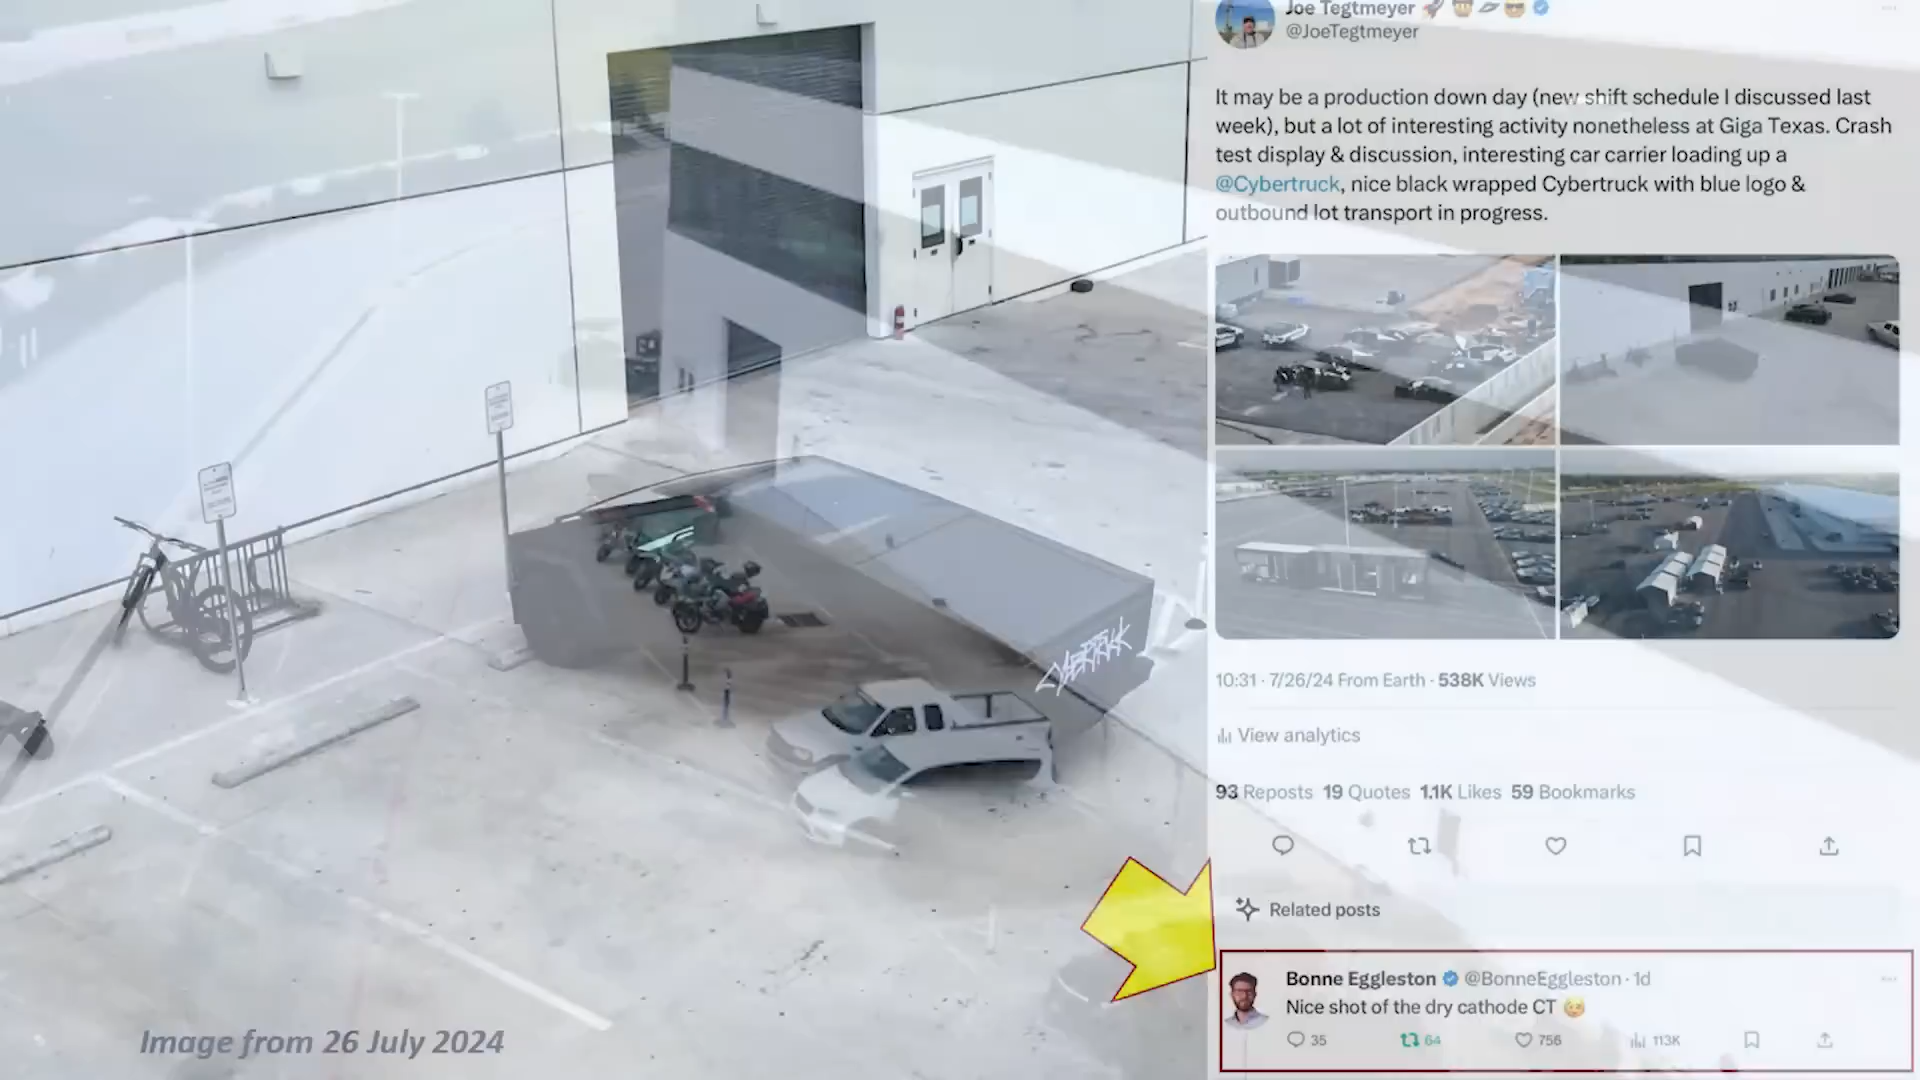 Joe Tegtmeyer
@JoeTegtmeyer
It may be a production down day (new shift schedule I discussed last
week), but a lot of interesting activity nonetheless at Giga Texas. Crash
test display & discussion, interesting car carrier loading up a
@Cybertruck, nice black wrapped Cybertruck with blue logo &
outbound lot transport in progress.
10:31 · 7/26/24 From Earth · 538K Views
View analytics
93 Reposts 19 Quotes 1.1K Likes 59 Bookmarks
Related posts
Bonne Eggleston @BonneEggleston · 1d
Nice shot of the dry cathode CT
35 64 756 113K
CYBERTRUCK
Image from 26 July 2024